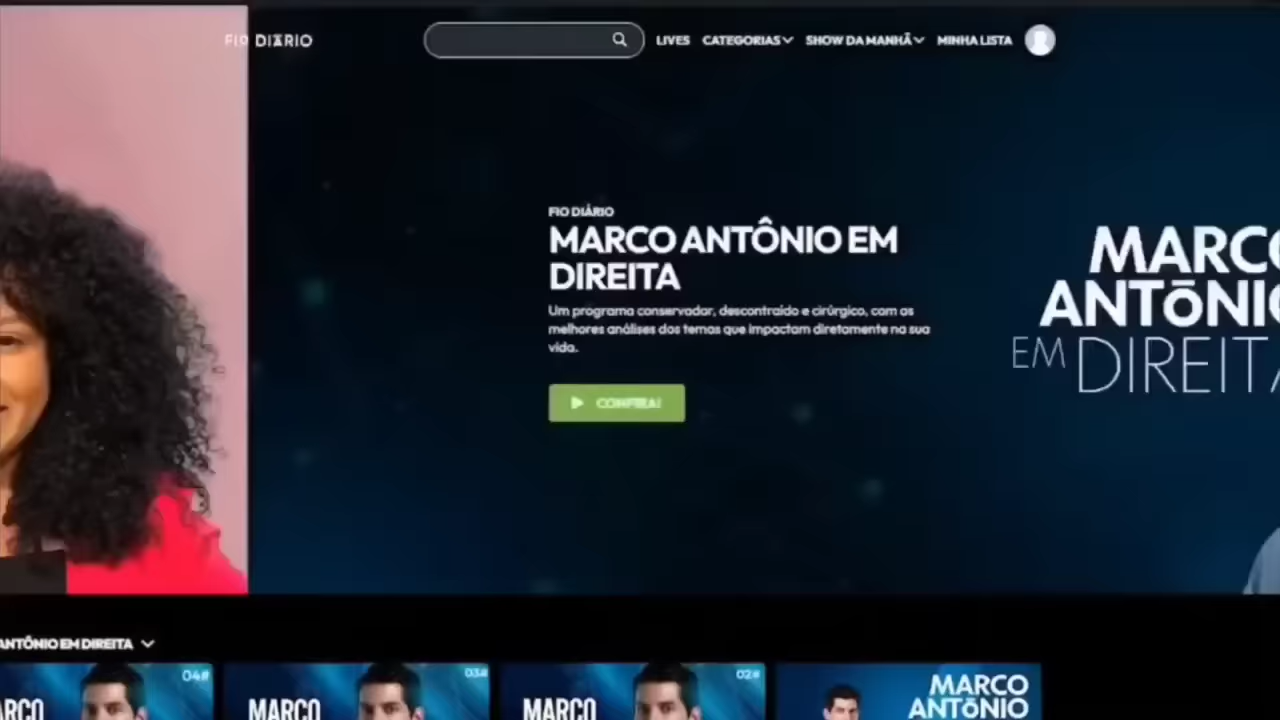 FIO DIÁRIO
LIVES
CATEGORIAS
SHOW DA MANHÃ
MINHA LISTA
FIO DIÁRIO
MARCO ANTÔNIO EM
DIREITA
Um programa conservador, descontraído e cirúrgico, com as
melhores análises dos temas que impactam diretamente na sua
vida.
CONFIRA!
MARCO
ANTōNIO
EM DIREITA
ANTÔNIO EM DIREITA
04#
MARCO
03#
MARCO
02#
MARCO
MARCO
ANTōNIO